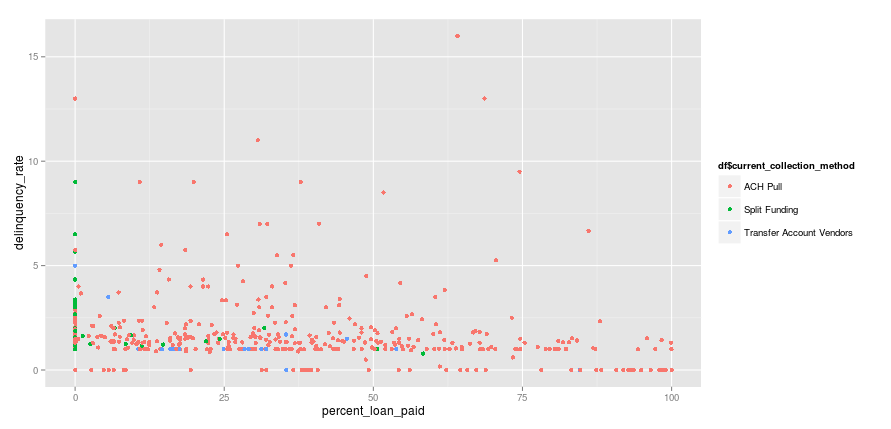 15
10
5
0
delinquency_rate
0
25
50
75
100
percent_loan_paid
df$current_collection_method
ACH Pull
Split Funding
Transfer Account Vendors